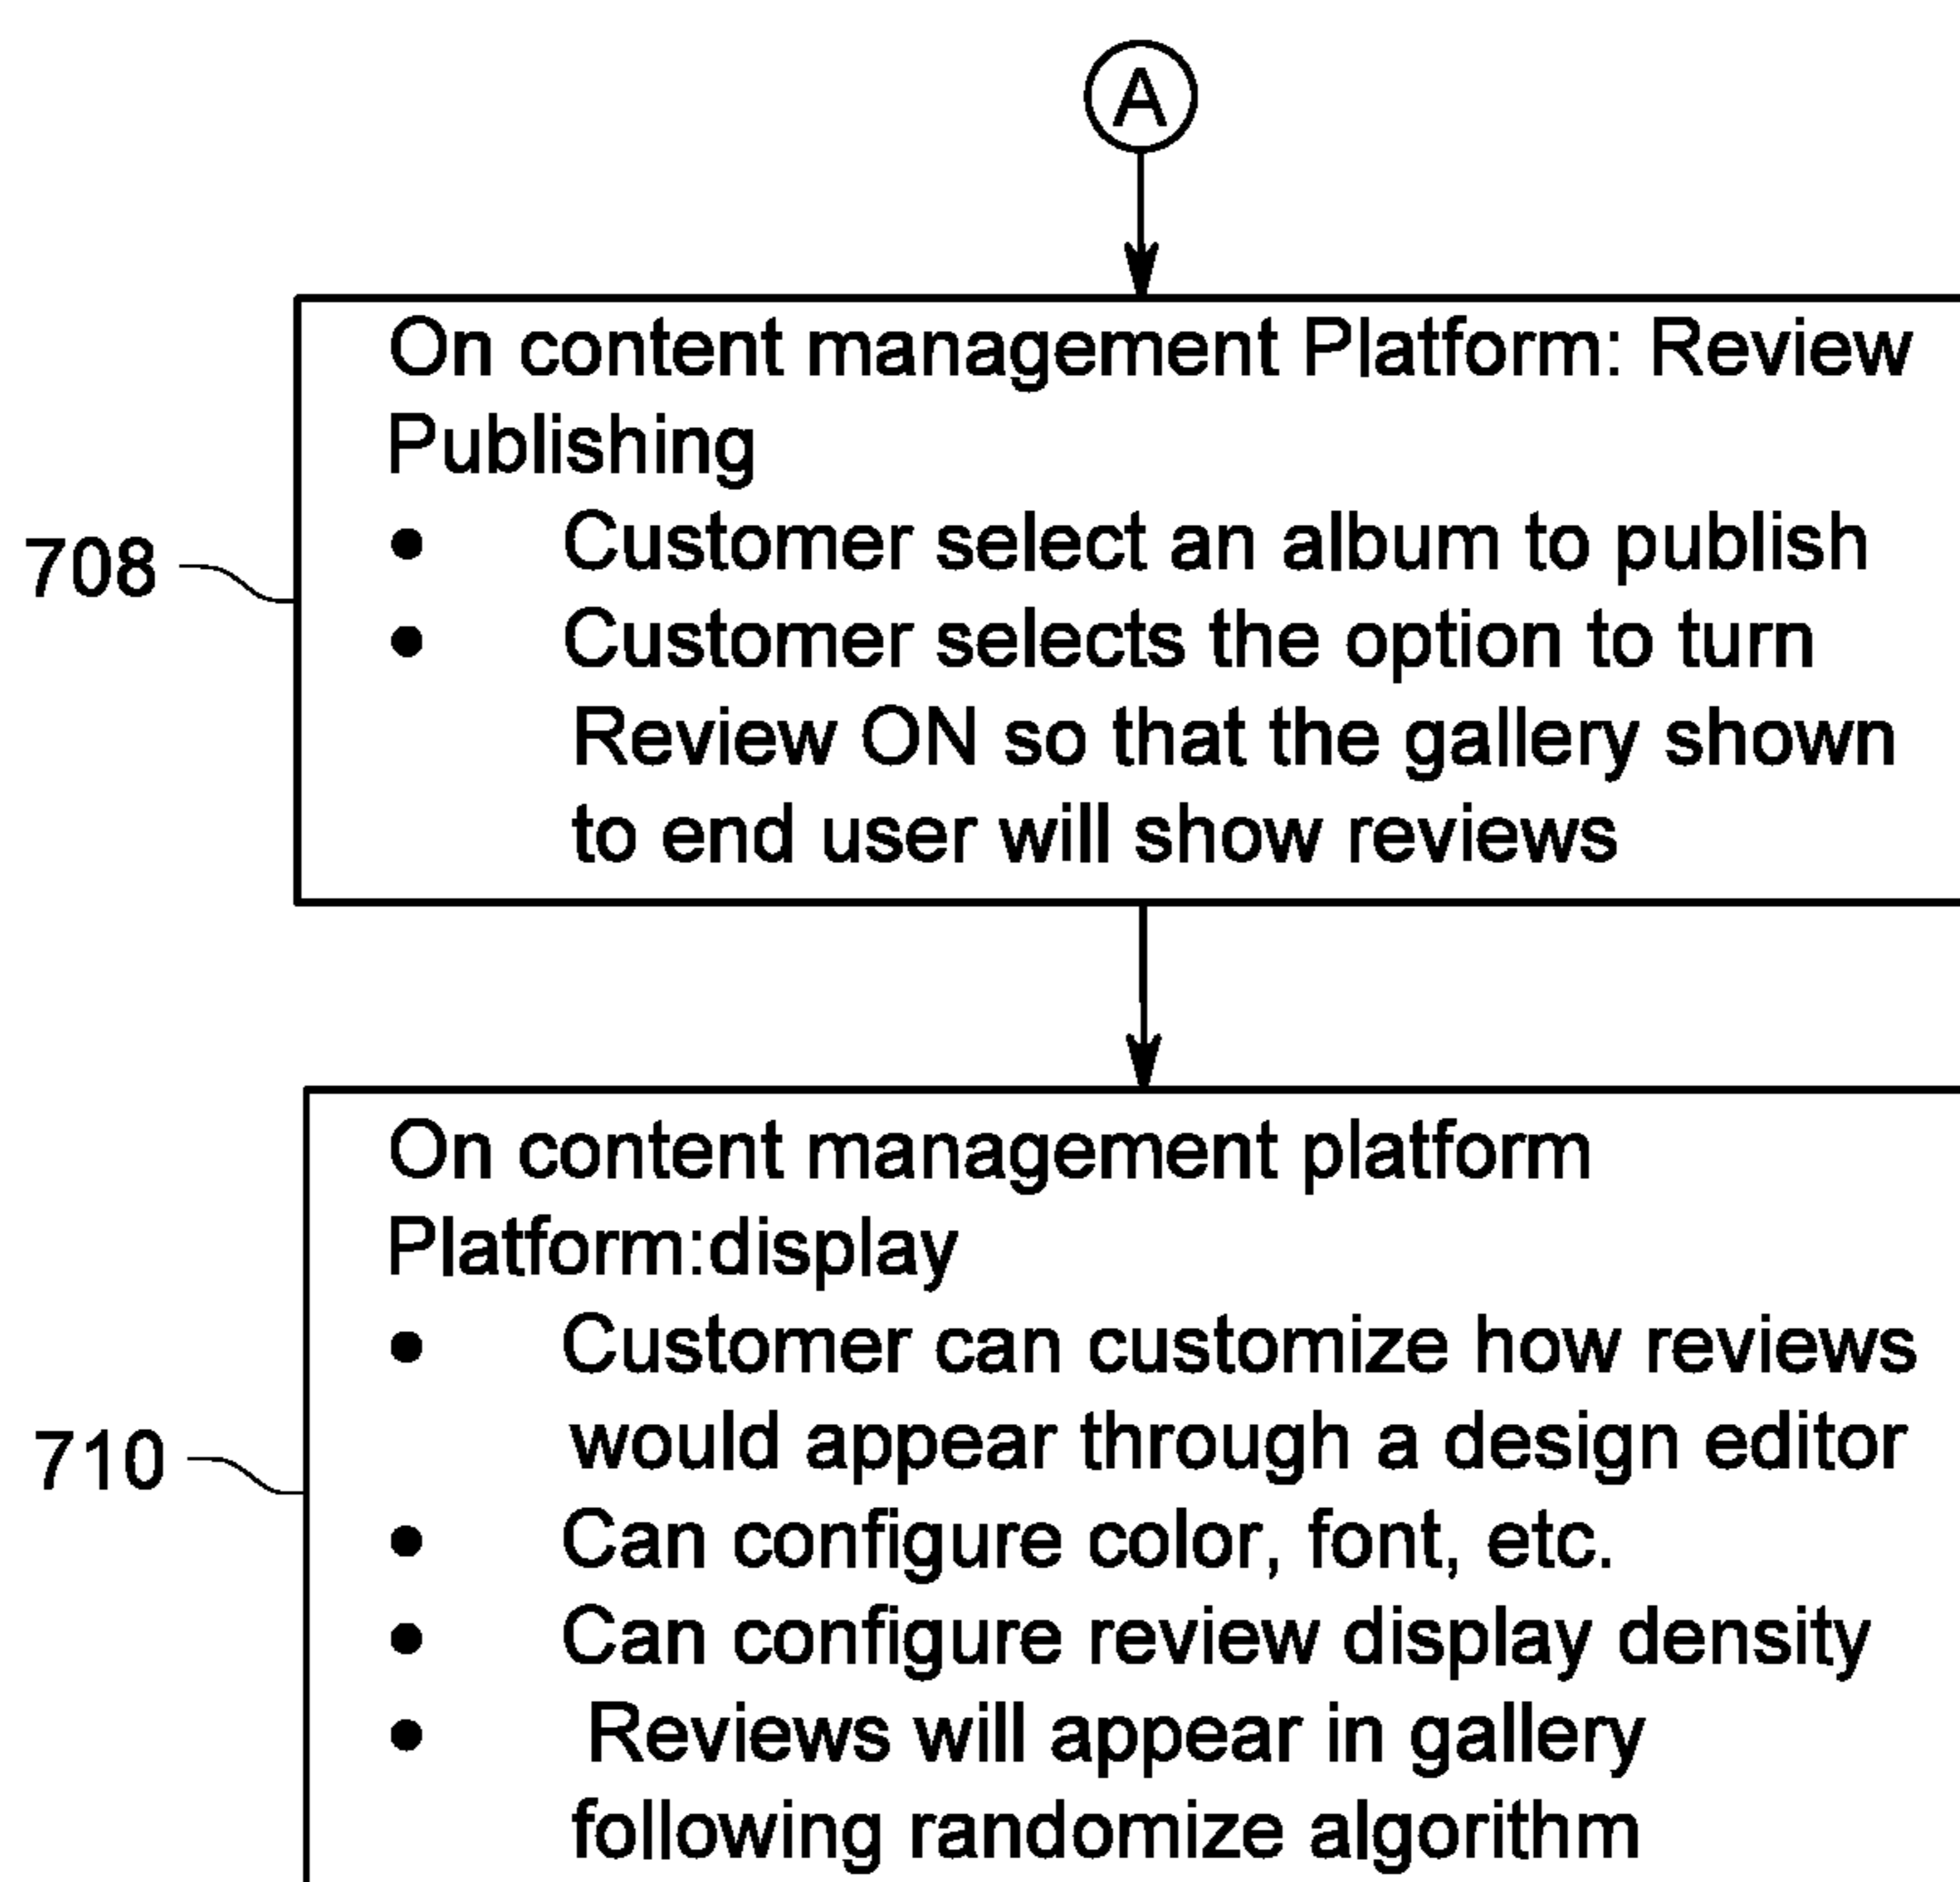 A
On content management Platform: Review
Publishing
● Customer select an album to publish
● Customer selects the option to turn
Review ON so that the gallery shown
to end user will show reviews
708
On content management platform
Platform:display
● Customer can customize how reviews
would appear through a design editor
● Can configure color, font, etc.
● Can configure review display density
● Reviews will appear in gallery
following randomize algorithm
710